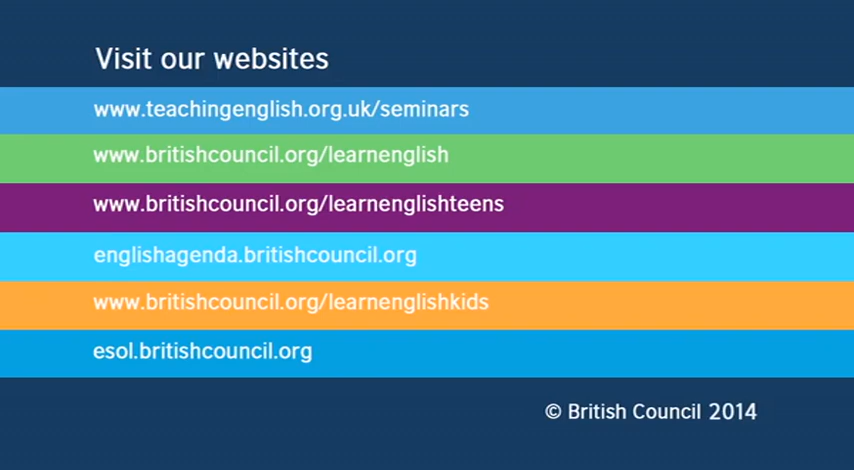 Visit our websites
www.teachingenglish.org.uk/seminars
www.britishcouncil.org/learnenglish
www.britishcouncil.org/learnenglishteens
englishagenda.britishcouncil.org
www.britishcouncil.org/learnenglishkids
esol.britishcouncil.org
© British Council 2014